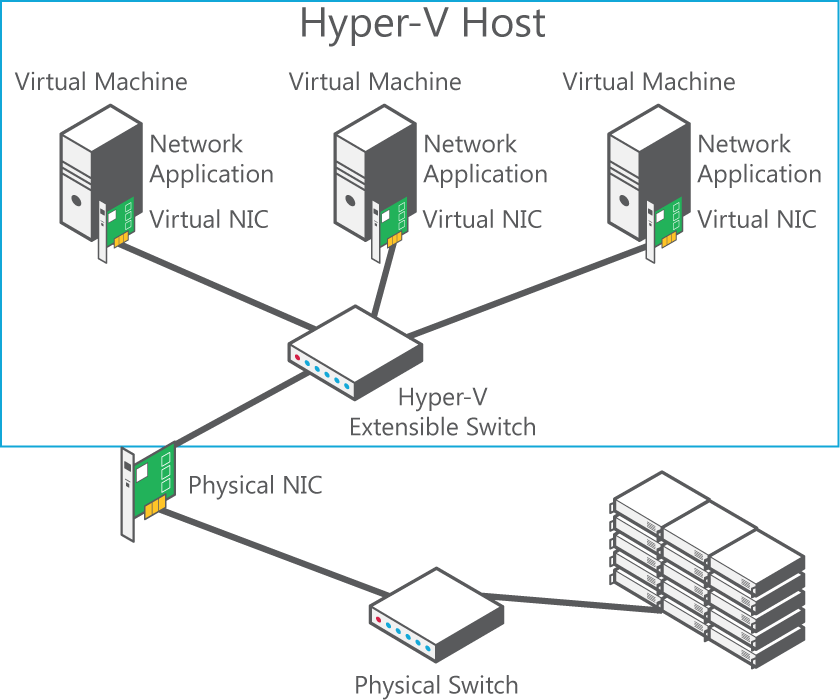 Hyper-V Host
Virtual Machine
Network
Application
Virtual NIC
Virtual Machine
Network
Application
Virtual NIC
Virtual Machine
Network
Application
Virtual NIC
Hyper-V
Extensible Switch
Physical NIC
Physical Switch